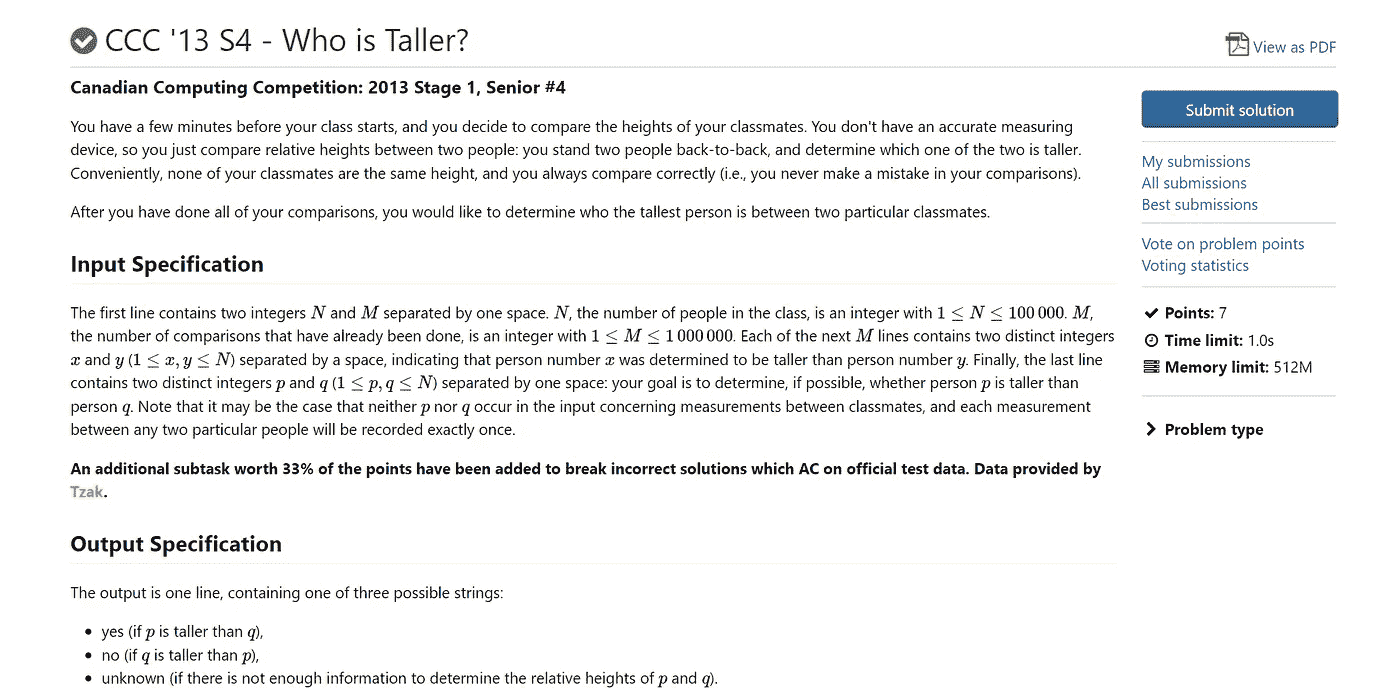 CCC '13 S4 - Who is Taller?
View as PDF
Canadian Computing Competition: 2013 Stage 1, Senior #4
You have a few minutes before your class starts, and you decide to compare the heights of your classmates. You don't have an accurate measuring
device, so you just compare relative heights between two people: you stand two people back-to-back, and determine which one of the two is taller.
Conveniently, none of your classmates are the same height, and you always compare correctly (i.e., you never make a mistake in your comparisons).
After you have done all of your comparisons, you would like to determine who the tallest person is between two particular classmates.
Input Specification
The first line contains two integers N and M separated by one space. N, the number of people in the class, is an integer with 1 ≤ N ≤ 100 000. M,
the number of comparisons that have already been done, is an integer with 1 ≤ M ≤ 1 000 000. Each of the next M lines contains two distinct integers
x and y (1 ≤ x, y ≤ N) separated by a space, indicating that person number x was determined to be taller than person number y. Finally, the last line
contains two distinct integers p and q (1 ≤ p, q ≤ N) separated by one space: your goal is to determine, if possible, whether person p is taller than
person q. Note that it may be the case that neither p nor q occur in the input concerning measurements between classmates, and each measurement
between any two particular people will be recorded exactly once.
An additional subtask worth 33% of the points have been added to break incorrect solutions which AC on official test data. Data provided by
Tzak.
Output Specification
The output is one line, containing one of three possible strings:
• yes (if p is taller than q),
• no (if q is taller than p),
• unknown (if there is not enough information to determine the relative heights of p and q).
Submit solution
My submissions
All submissions
Best submissions
Vote on problem points
Voting statistics
Points: 7
Time limit: 1.0s
Memory limit: 512M
Problem type